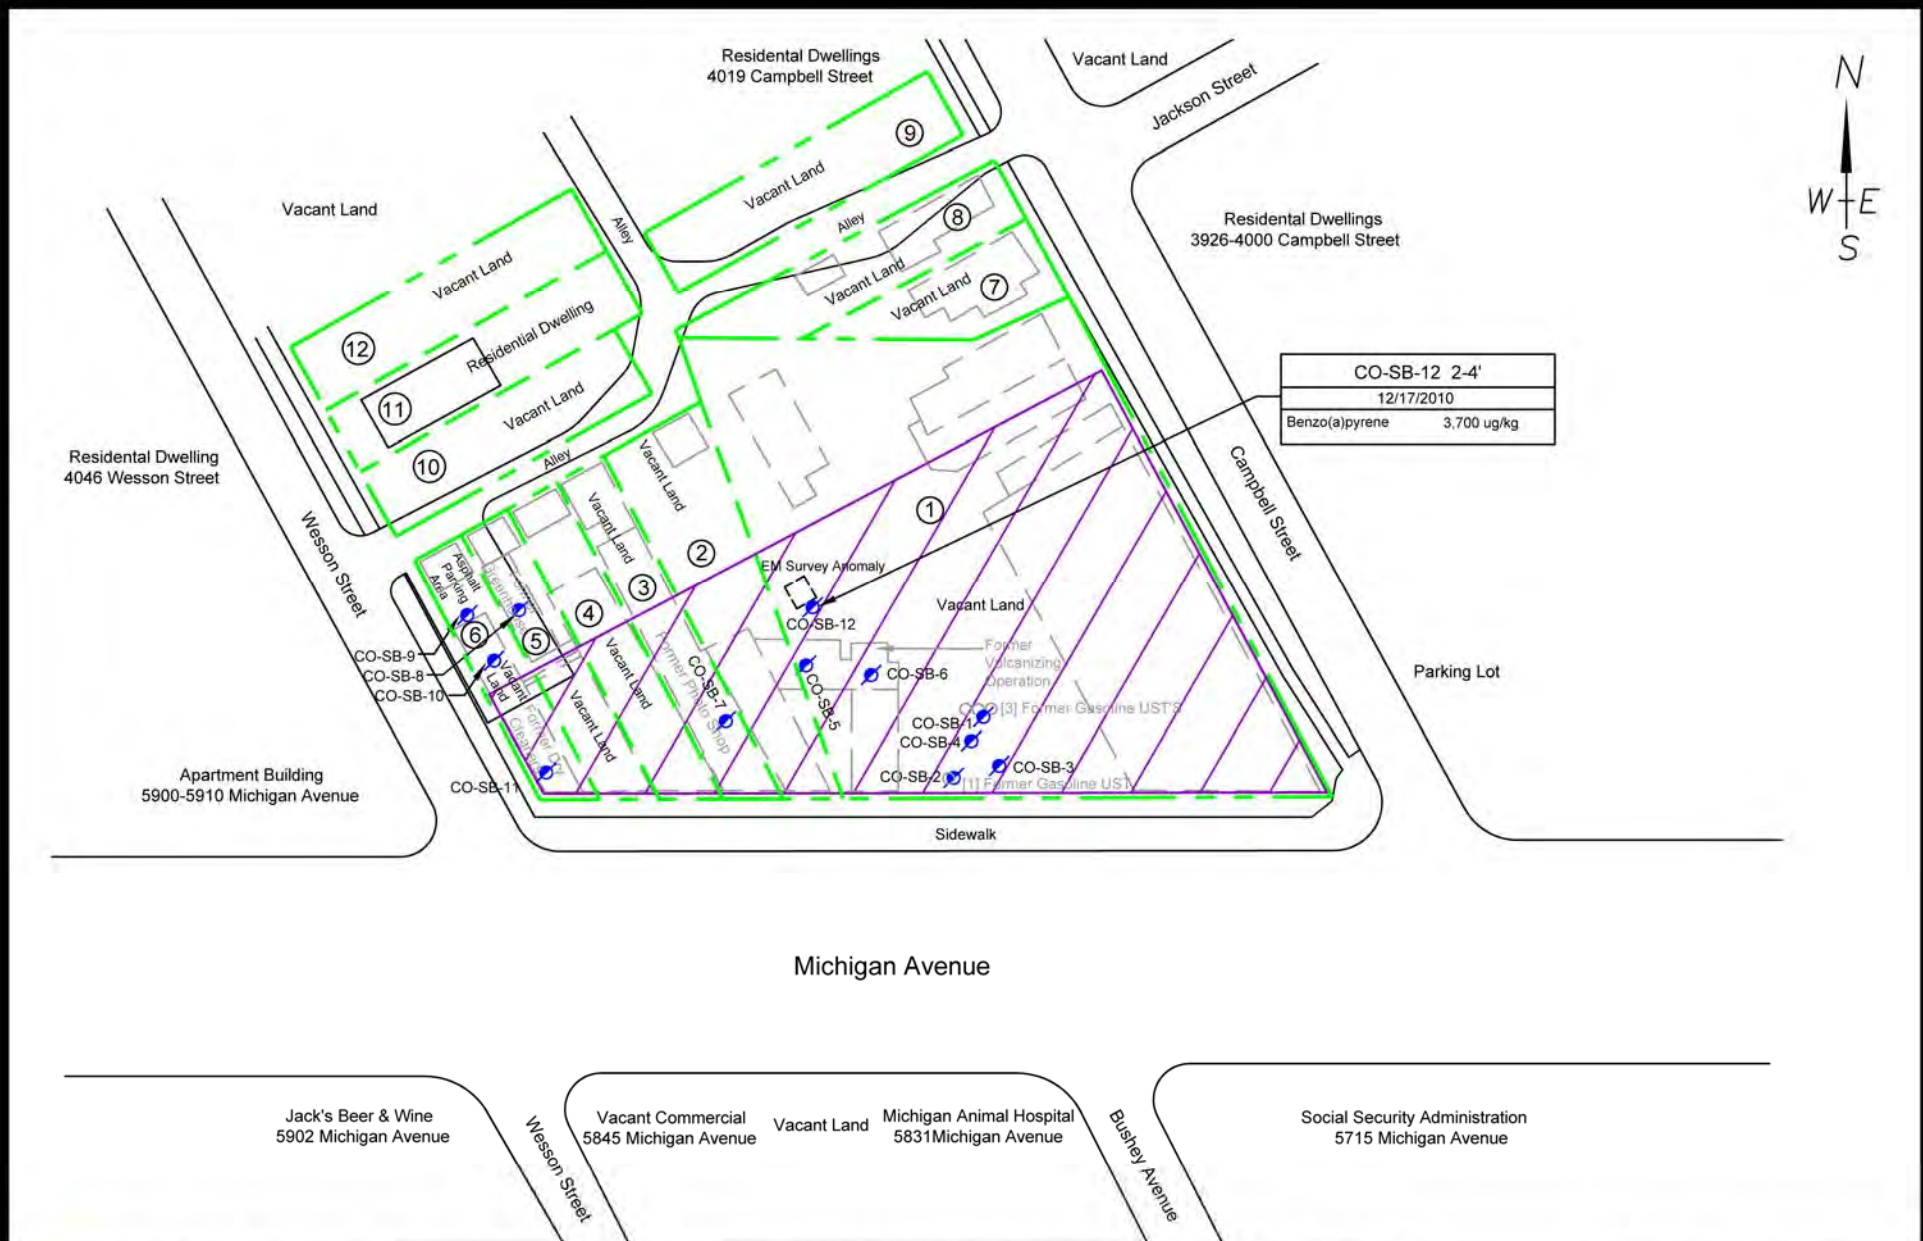 Residental Dwellings
4019 Campbell Street
Vacant Land
Jackson Street
N
W E
S
9
Vacant Land
Vacant Land
Alley
Alley
8
Residental Dwellings
3926-4000 Campbell Street
Vacant Land
Vacant Land
7
Vacant Land
12
Residential Dwelling
11
Vacant Land
10
Alley
CO-SB-12 2-4'
12/17/2010
Benzo(a)pyrene 3,700 ug/kg
Residental Dwelling
4046 Wesson Street
Wesson Street
Campbell Street
Vacant Land
Vacant Land
1
2
3
4
5
6
Asphalt
Parking
Area
EM Survey Anomaly
CO-SB-12
Vacant Land
CO-SB-9
CO-SB-8
CO-SB-10
Vacant
Land
Vacant Land
Vacant Land
Former Photo Shop
CO-SB-7
CO-SB-5
CO-SB-6
Former
Vulcanizing
Operation
[3] Former Gasoline UST'S
CO-SB-1
CO-SB-4
CO-SB-3
CO-SB-2
[1] Former Gasoline UST
Former Dry
Cleaners
CO-SB-11
Parking Lot
Apartment Building
5900-5910 Michigan Avenue
Sidewalk
Michigan Avenue
Jack's Beer & Wine
5902 Michigan Avenue
Wesson Street
Vacant Commercial
5845 Michigan Avenue
Vacant Land
Michigan Animal Hospital
5831Michigan Avenue
Bushey Avenue
Social Security Administration
5715 Michigan Avenue